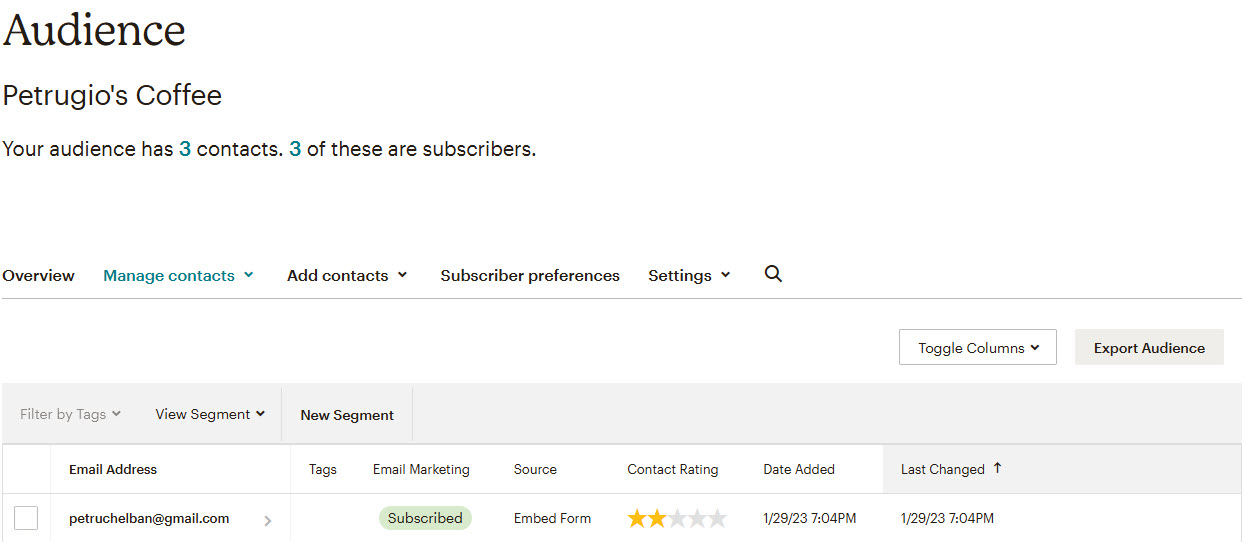 Audience
Petrugio's Coffee
Your audience has 3 contacts. 3 of these are subscribers.
Overview Manage contacts Add contacts Subscriber preferences Settings
Toggle Columns Export Audience
Filter by Tags View Segment New Segment
Email Address Tags Email Marketing Source Contact Rating Date Added Last Changed
petruchelban@gmail.com Subscribed Embed Form 1/29/23 7:04PM 1/29/23 7:04PM